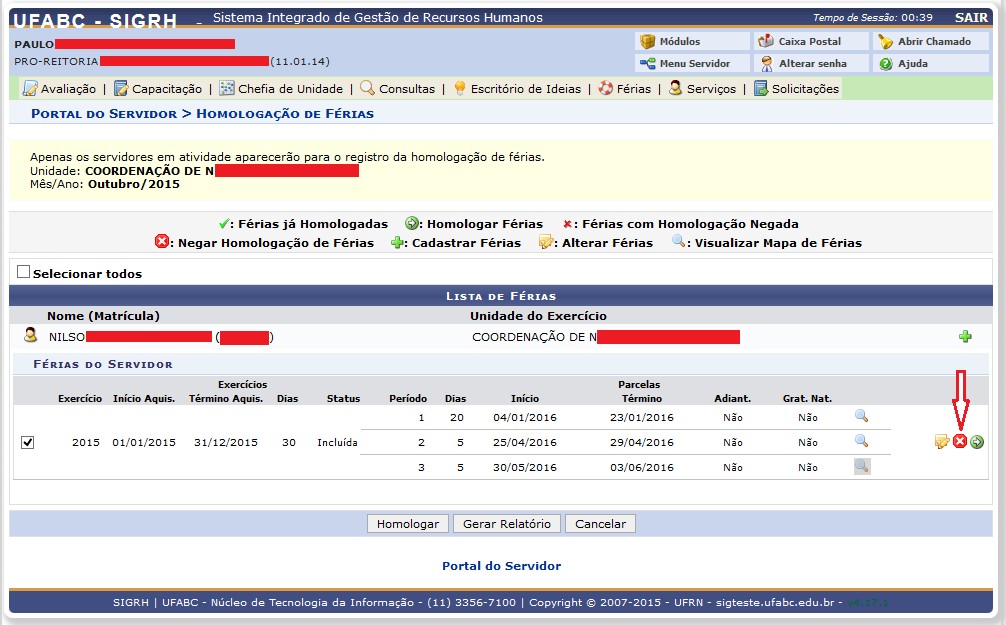 UFABC - SIGRH - Sistema Integrado de Gestão de Recursos Humanos Tempo de Sessão: 00:39 SAIR
PAULO
PRO-REITORIA (11.01.14)
Módulos Caixa Postal Abrir Chamado
Menu Servidor Alterar senha Ajuda
Avaliação | Capacitação | Chefia de Unidade | Consultas | Escritório de Ideias | Férias | Serviços | Solicitações
Portal do Servidor > Homologação de Férias
Apenas os servidores em atividade aparecerão para o registro da homologação de férias.
Unidade: COORDENAÇÃO DE N
Mês/Ano: Outubro/2015
: Férias já Homologadas : Homologar Férias : Férias com Homologação Negada
: Negar Homologação de Férias : Cadastrar Férias : Alterar Férias : Visualizar Mapa de Férias
Selecionar todos
Lista de Férias
Nome (Matrícula) Unidade do Exercício
NILSO ( ) COORDENAÇÃO DE N
Férias do Servidor
Exercícios Parcelas
Exercício Início Aquis. Término Aquis. Dias Status Período Dias Início Término Adiant. Grat. Nat.
1 20 04/01/2016 23/01/2016 Não Não
2015 01/01/2015 31/12/2015 30 Incluída 2 5 25/04/2016 29/04/2016 Não Não
3 5 30/05/2016 03/06/2016 Não Não
Homologar Gerar Relatório Cancelar
Portal do Servidor
SIGRH | UFABC - Núcleo de Tecnologia da Informação - (11) 3356-7100 | Copyright © 2007-2015 - UFRN - sigteste.ufabc.edu.br -